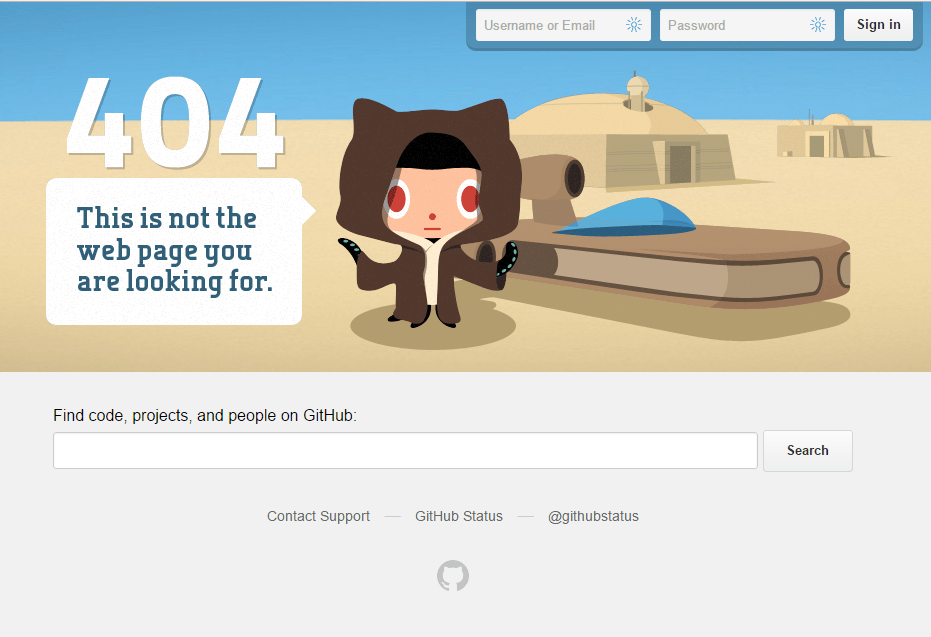 Username or Email
Password
Sign in
404
This is not the
web page you
are looking for.
Find code, projects, and people on GitHub:
Search
Contact Support — GitHub Status — @githubstatus